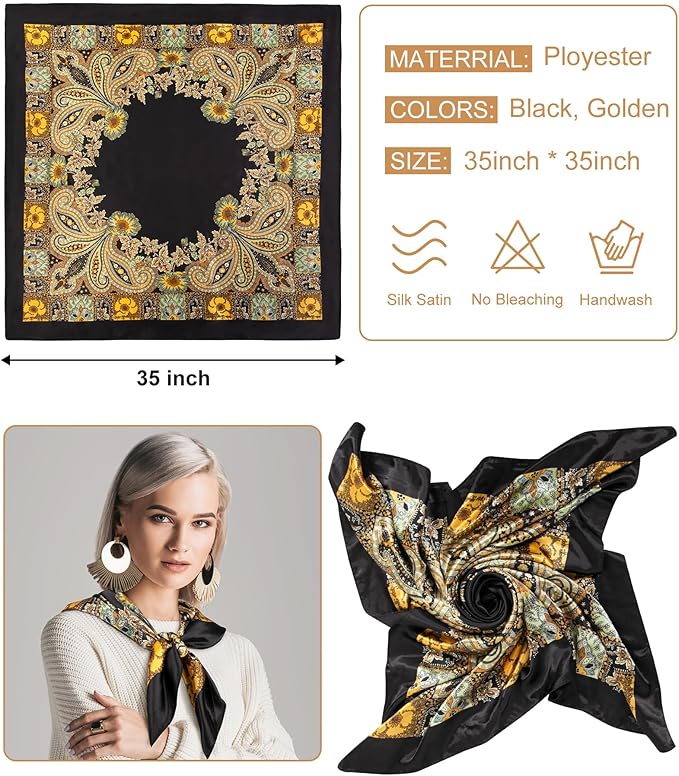 MATERRIAL: Ployester
COLORS: Black, Golden
SIZE: 35inch * 35inch
Silk Satin
No Bleaching
Handwash
35 inch